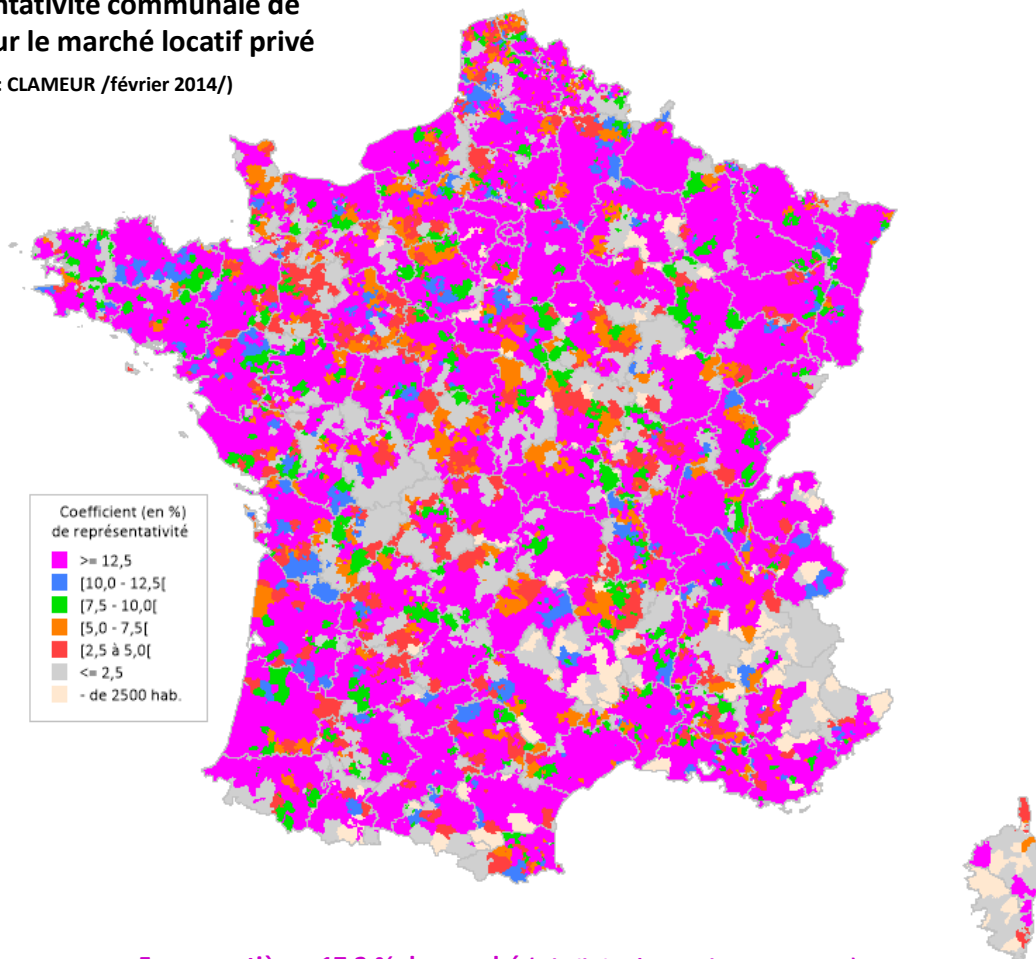 ntativité communale de
ur le marché locatif privé
: CLAMEUR /février 2014/)
Su
Coefficient (en %)
de représentativité
>= 12,5
[10,0 - 12,5[
[7,5 - 10,0[
[5,0 - 7,5[
[2,5 à 5,0[
<= 2,5
- de 2500 hab.